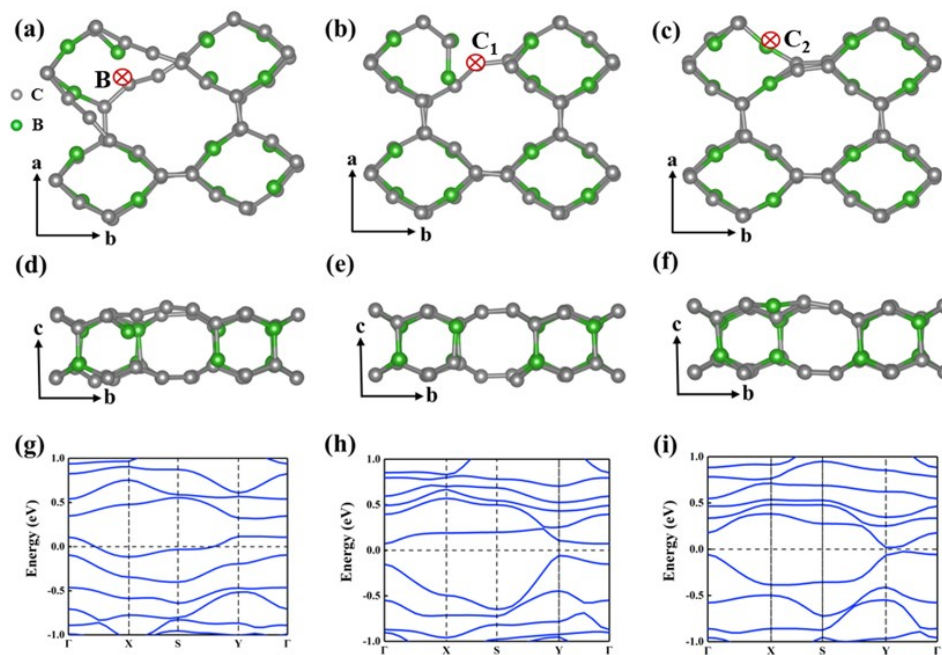 (a)
B
C
B
a
b
(b)
C1
a
b
(c)
C2
a
b
(d)
c
b
(e)
c
b
(f)
c
b
(g)
1.0
0.5
0.0
-0.5
-1.0
Energy (eV)
Γ X S Y Γ
(h)
1.0
0.5
0.0
-0.5
-1.0
Energy (eV)
Γ X S Y Γ
(i)
1.0
0.5
0.0
-0.5
-1.0
Energy (eV)
Γ X S Y Γ